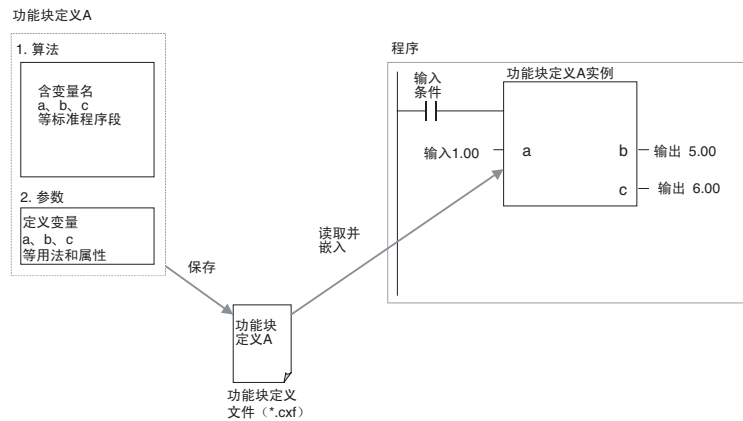 功能块定义A
1. 算法
含变量名
a、b、c
等标准程序段
2. 参数
定义变量
a、b、c
等用法和属性
保存
功能块
定义A
功能块定义
文件（*.cxf）
读取并
嵌入
程序
输入
条件
功能块定义A实例
输入1.00
a
b
输出 5.00
c
输出 6.00